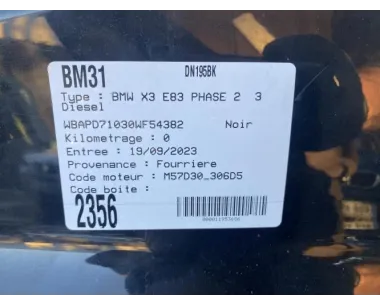 BM31 DN195BK
Type : BMW X3 E83 PHASE 2 3
Diesel
WBAPD71030WF54382 Noir
Kilometrage : 0
Entree : 19/09/2023
Provenance : Fourriere
Code moteur : M57D30_306D5
Code boite :
2356